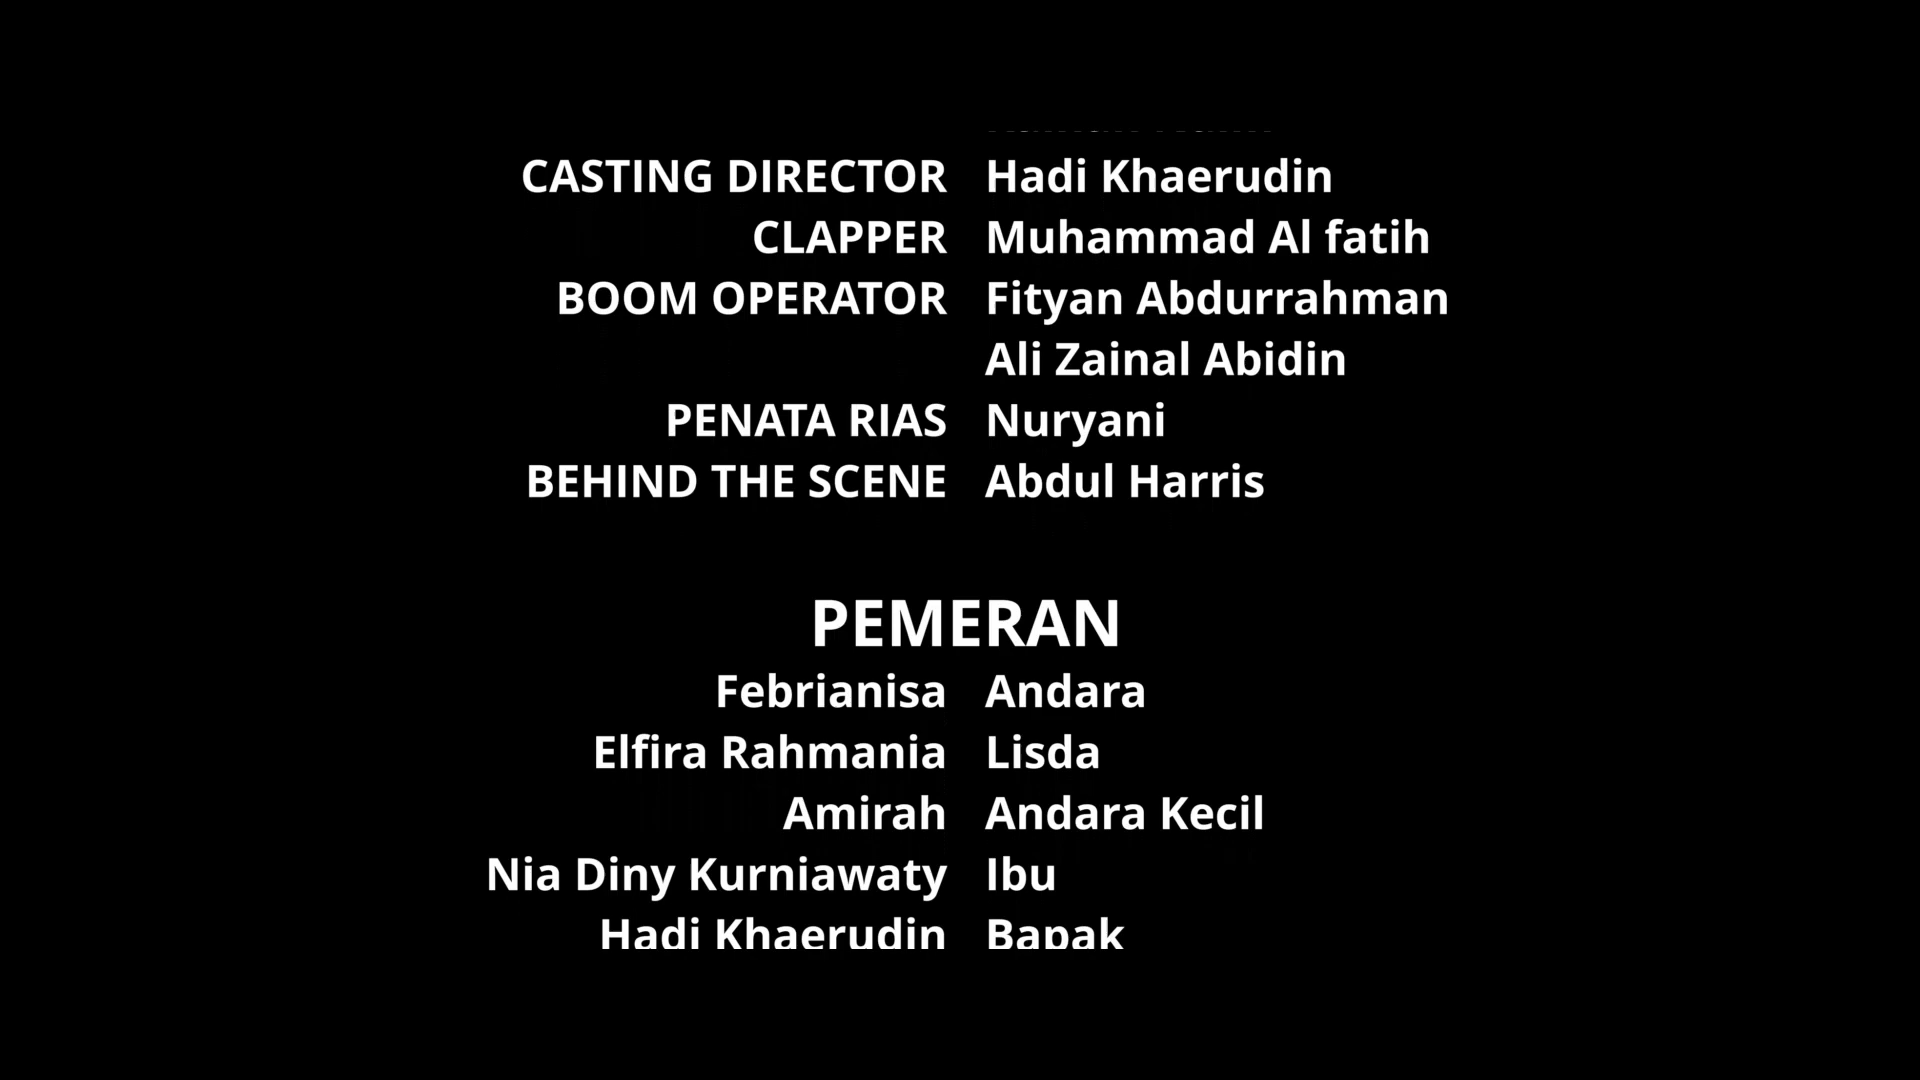 CASTING DIRECTOR Hadi Khaerudin
CLAPPER Muhammad Al fatih
BOOM OPERATOR Fityan Abdurrahman
Ali Zainal Abidin
PENATA RIAS Nuryani
BEHIND THE SCENE Abdul Harris
PEMERAN
Febrianisa Andara
Elfira Rahmania Lisda
Amirah Andara Kecil
Nia Diny Kurniawaty Ibu
Hadi Khaerudin Bapak